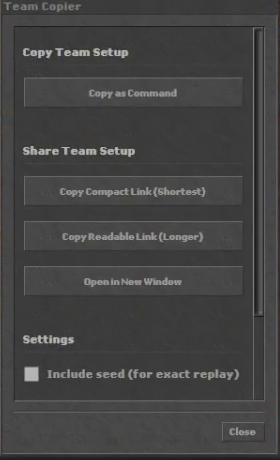 Team Copier
Copy Team Setup
Copy as Command
Share Team Setup
Copy Compact Link (Shortest)
Copy Readable Link (Longer)
Open in New Window
Settings
Include seed (for exact replay)
Close